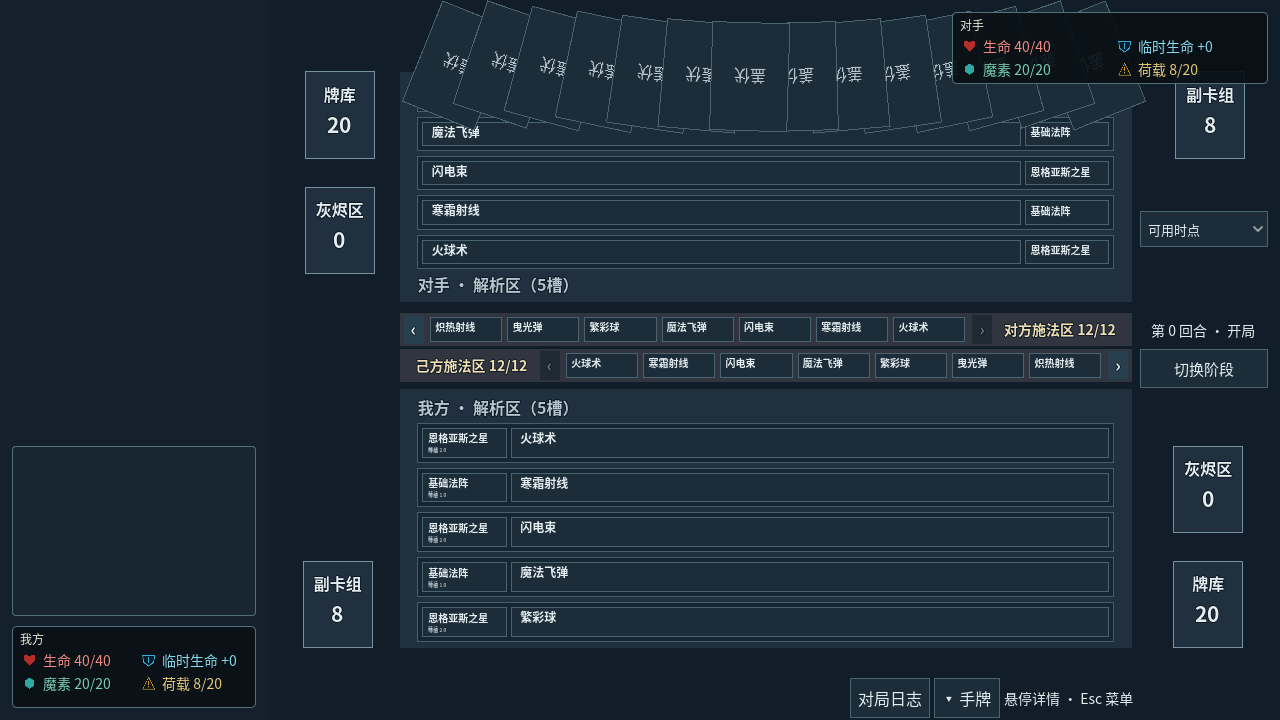 对手
生命 40/40
临时生命 +0
魔素 20/20
荷载 8/20
牌库
20
副卡组
8
魔法飞弹
基础法阵
闪电束
恩格亚斯之星
灰烬区
0
寒霜射线
基础法阵
火球术
恩格亚斯之星
可用时点
对手 · 解析区（5槽）
‹ 炽热射线 曳光弹 繁彩球 魔法飞弹 闪电束 寒霜射线 火球术 › 对方施法区 12/12
第 0 回合 · 开局
己方施法区 12/12 ‹ 火球术 寒霜射线 闪电束 魔法飞弹 繁彩球 曳光弹 炽热射线 ›
切换阶段
我方 · 解析区（5槽）
恩格亚斯之星
火球术
基础法阵
寒霜射线
恩格亚斯之星
闪电束
基础法阵
魔法飞弹
恩格亚斯之星
繁彩球
灰烬区
0
副卡组
8
牌库
20
我方
生命 40/40
临时生命 +0
魔素 20/20
荷载 8/20
对局日志
▾ 手牌
悬停详情 · Esc 菜单